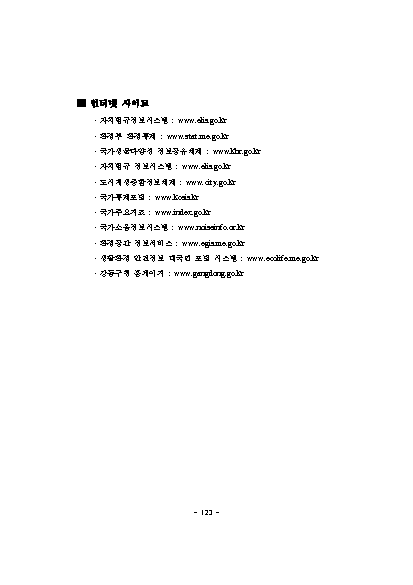 ■ 인터넷 사이트
· 자치법규정보시스템 : www.elis.go.kr
· 환경부 환경통계 : www.stat.me.go.kr
· 국가생물다양성 정보공유체계 : www.kbr.go.kr
· 자치법규 정보시스템 : www.elis.go.kr
· 도시재생종합정보체계 : www.city.go.kr
· 국가통계포털 : www.kosis.kr
· 국가주요지표 : www.index.go.kr
· 국가소음정보시스템 : www.noiseinfo.or.kr
· 환경공간 정보서비스 : www.egis.me.go.kr
· 생활환경 안전정보 대국민 포털 시스템 : www.ecolife.me.go.kr
· 강동구청 홈페이지 : www.gangdong.go.kr
- 123 -